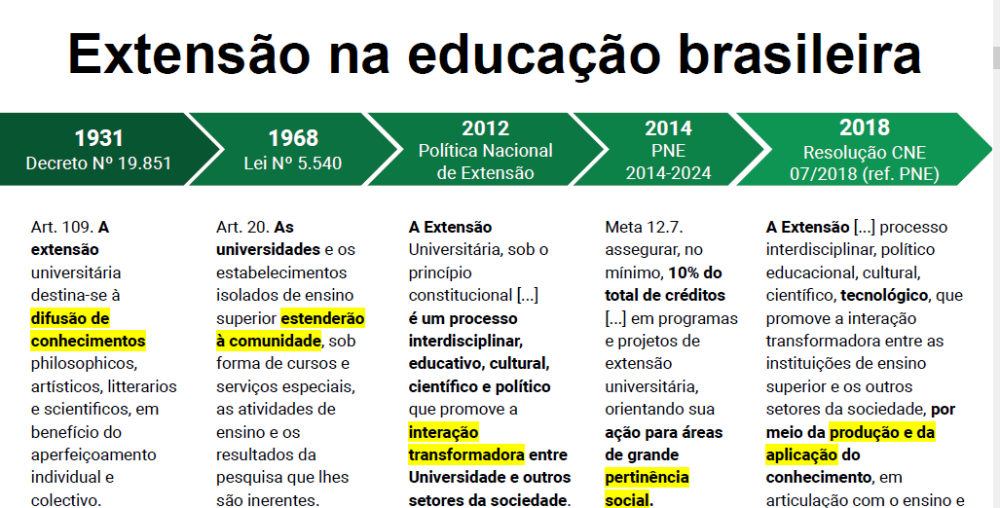 Extensão na educação brasileira
1931
Decreto Nº 19.851
1968
Lei Nº 5.540
2012
Política Nacional
de Extensão
2014
PNE
2014-2024
2018
Resolução CNE
07/2018 (ref. PNE)
Art. 109. A
extensão
universitária
destina-se à
difusão de
conhecimentos
philosophicos,
artísticos, litterarios
e scientificos, em
benefício do
aperfeiçoamento
individual e
coletivo.
Art. 20. As
universidades e os
estabelecimentos
isolados de ensino
superior estenderão
à comunidade, sob
forma de cursos e
serviços especiais,
as atividades de
ensino e os
resultados da
pesquisa que lhes
são inerentes.
A Extensão
Universitária, sob o
princípio
constitucional [...]
é um processo
interdisciplinar,
educativo, cultural,
científico e político
que promove a
interação
transformadora entre
Universidade e outros
setores da sociedade.
Meta 12.7.
assegurar, no
mínimo, 10% do
total de créditos
[...] em programas
e projetos de
extensão
universitária,
orientando sua
ação para áreas
de grande
pertinência
social.
A Extensão [...] processo
interdisciplinar, político
educacional, cultural,
científico, tecnológico, que
promove a interação
transformadora entre as
instituições de ensino
superior e os outros
setores da sociedade, por
meio da produção e da
aplicação do
conhecimento, em
articulação com o ensino e